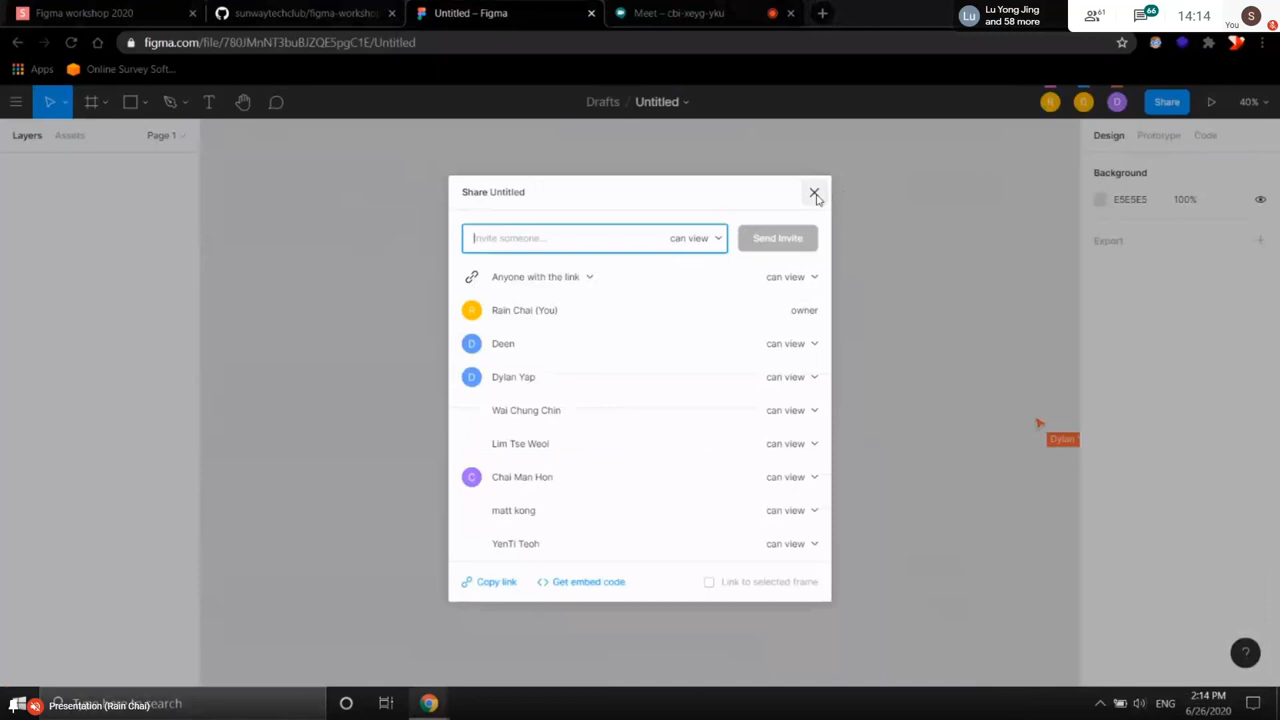 Figma workshop 2020
sunwaytechclub/figma-workshop
Untitled – Figma
Meet – cbi-xeyg-yku
Lu
Lu Yong Jing
and 58 more
61
66
14:14
You
S
figma.com/file/780JMnNT3buBJZQE5pgC1E/Untitled
Apps
Online Survey Soft...
Drafts / Untitled
R
D
Share
40%
Layers
Assets
Page 1
Design
Prototype
Code
Background
E5E5E5
100%
Export
Share Untitled
Invite someone...
can view
Send Invite
Anyone with the link
can view
R
Rain Chai (You)
owner
D
Deen
can view
D
Dylan Yap
can view
Wai Chung Chin
can view
Lim Tse Weol
can view
C
Chai Man Hon
can view
matt kong
can view
YenTi Teoh
can view
Copy link
Get embed code
Link to selected frame
Dylan
?
Presentation (Rain Chai)
ENG
2:14 PM
6/26/2020